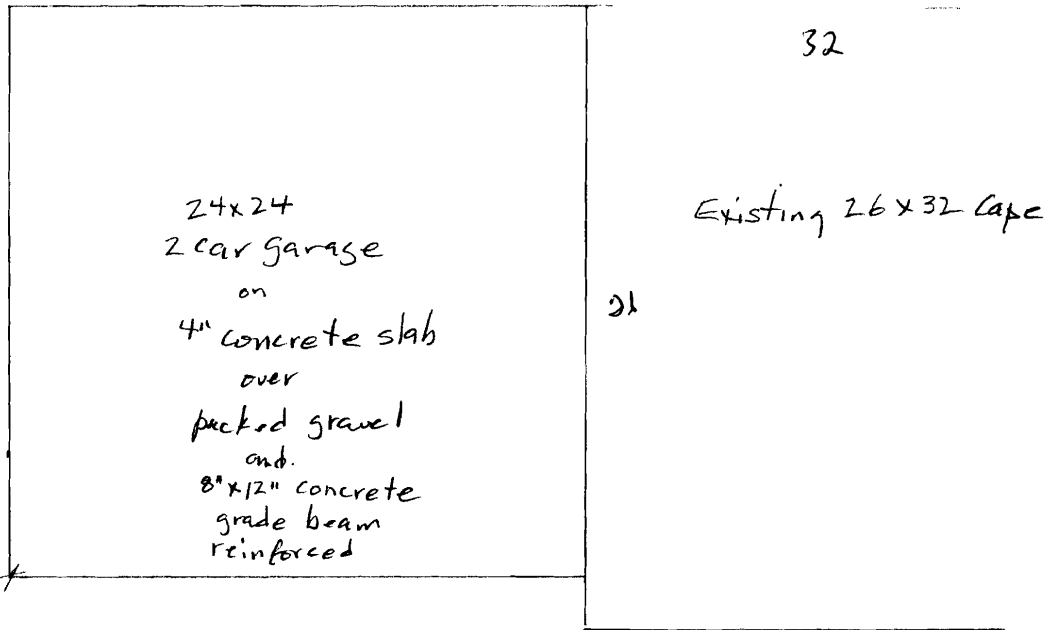 32
24x24
2 car garage
on
4" concrete slab
over
packed gravel
and.
8"x12" concrete
grade beam
reinforced
Existing 26x32 Cape
26